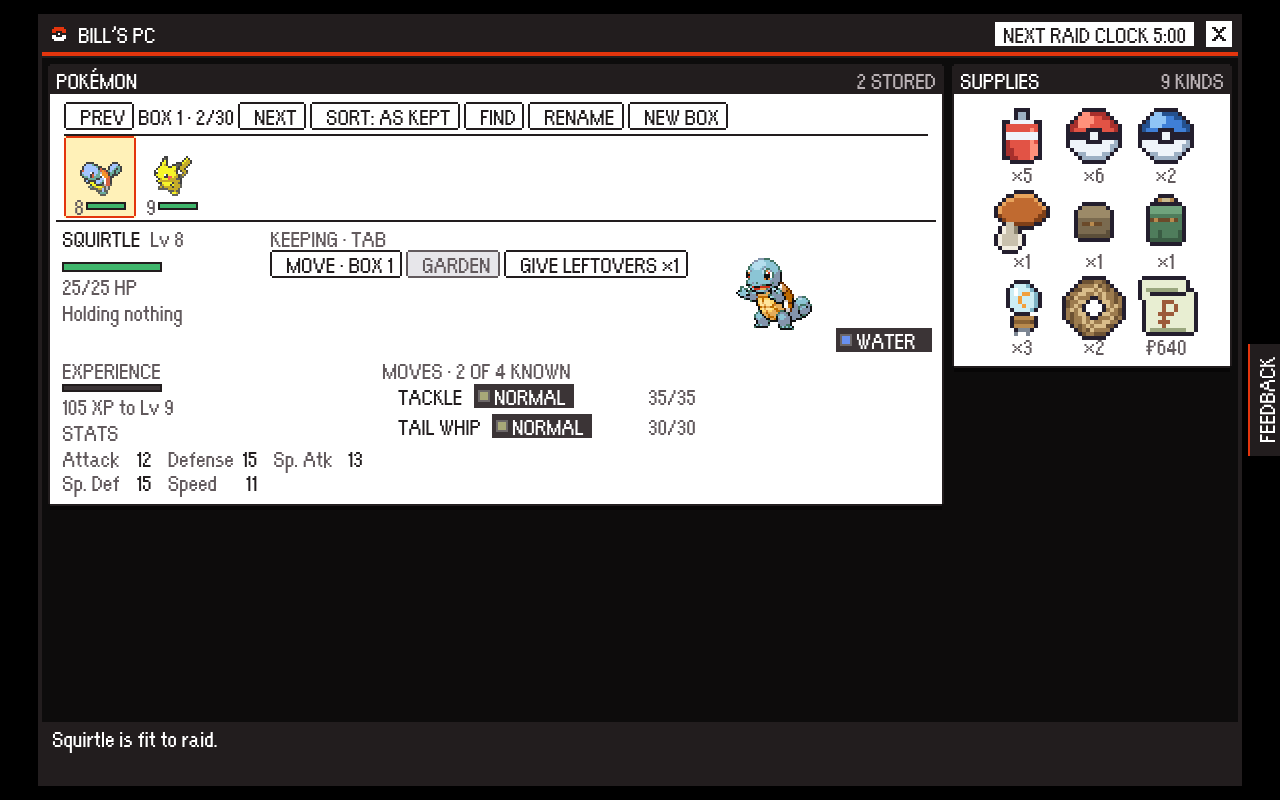 BILL'S PC
NEXT RAID CLOCK 5:00
X
POKÉMON
2 STORED
PREV
BOX 1 · 2/30
NEXT
SORT: AS KEPT
FIND
RENAME
NEW BOX
8
9
SQUIRTLE Lv 8
25/25 HP
Holding nothing
KEEPING · TAB
MOVE · BOX 1
GARDEN
GIVE LEFTOVERS ×1
WATER
EXPERIENCE
105 XP to Lv 9
STATS
Attack 12 Defense 15 Sp. Atk 13
Sp. Def 15 Speed 11
MOVES · 2 OF 4 KNOWN
TACKLE NORMAL 35/35
TAIL WHIP NORMAL 30/30
SUPPLIES
9 KINDS
×5 ×6 ×2
×1 ×1 ×1
×3 ×2 ₽640
FEEDBACK
Squirtle is fit to raid.